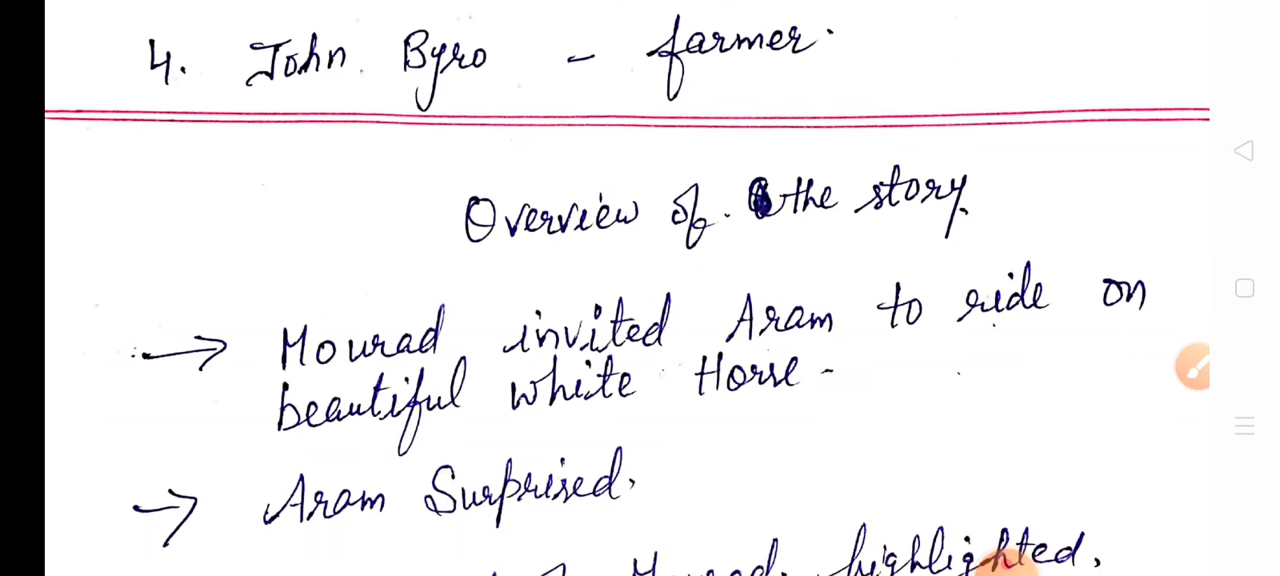 4. John Byro - farmer.
Overview of the story.
→ Mourad invited Aram to ride on
beautiful white Horse -
→ Aram Surprised.
Mourad highlighted.